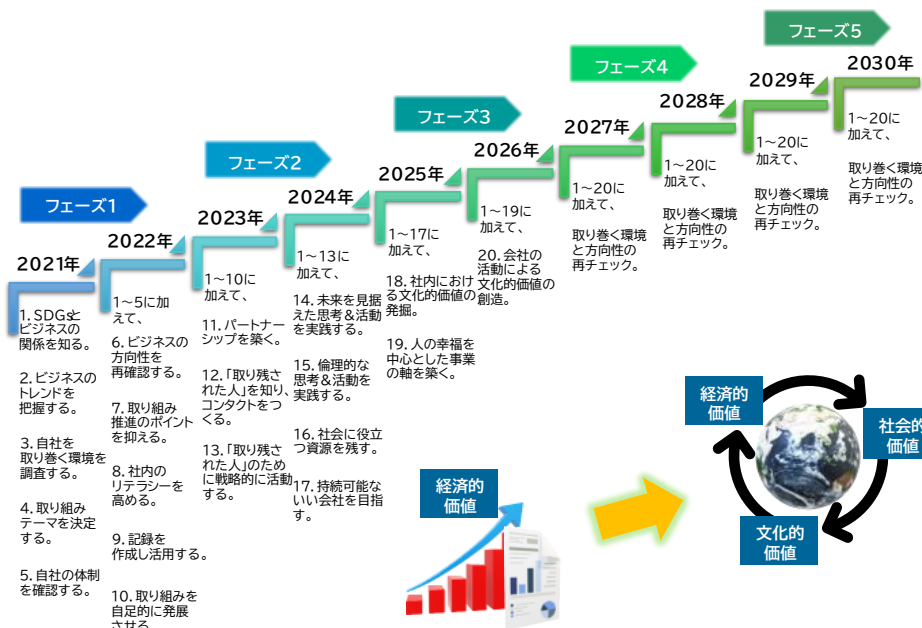 フェーズ1
フェーズ2
フェーズ3
フェーズ4
フェーズ5
2021年
1. SDGsと
ビジネスの
関係を知る。
2. ビジネスの
トレンドを
把握する。
3. 自社を
取り巻く環境を
調査する。
4. 取り組み
テーマを決定
する。
5. 自社の体制
を確認する。
2022年
1~5に加
えて、
6. ビジネスの
方向性を
再確認する。
7. 取り組み
推進のポイント
を抑える。
8. 社内の
リテラシーを
高める。
9. 記録を
作成し活用する。
10. 取り組みを
自足的に発展
させる
2023年
1~10に
加えて、
11. パートナー
シップを築く。
12.「取り残さ
れた人」を知り、
コンタクトをつ
くる。
13.「取り残さ
れた人」のため
に戦略的に活動
する。
2024年
1~13に
加えて、
14. 未来を見据
えた思考&活動
を実践する。
15. 倫理的な
思考&活動を
実践する。
16. 社会に役立
つ資源を残す。
17. 持続可能な
いい会社を目指
す。
2025年
1~17に
加えて、
18. 社内におけ
る文化的価値の
発掘。
19. 人の幸福を
中心とした事業
の軸を築く。
2026年
1~19に
加えて、
20. 会社の
活動による
文化的価値の
創造。
2027年
1~20に
加えて、
取り巻く環境
と方向性の
再チェック。
2028年
1~20に
加えて、
取り巻く環境
と方向性の
再チェック。
2029年
1~20に
加えて、
取り巻く環境
と方向性の
再チェック。
2030年
1~20に
加えて、
取り巻く環境
と方向性の
再チェック。
経済的
価値
経済的
価値
社会的
価値
文化的
価値